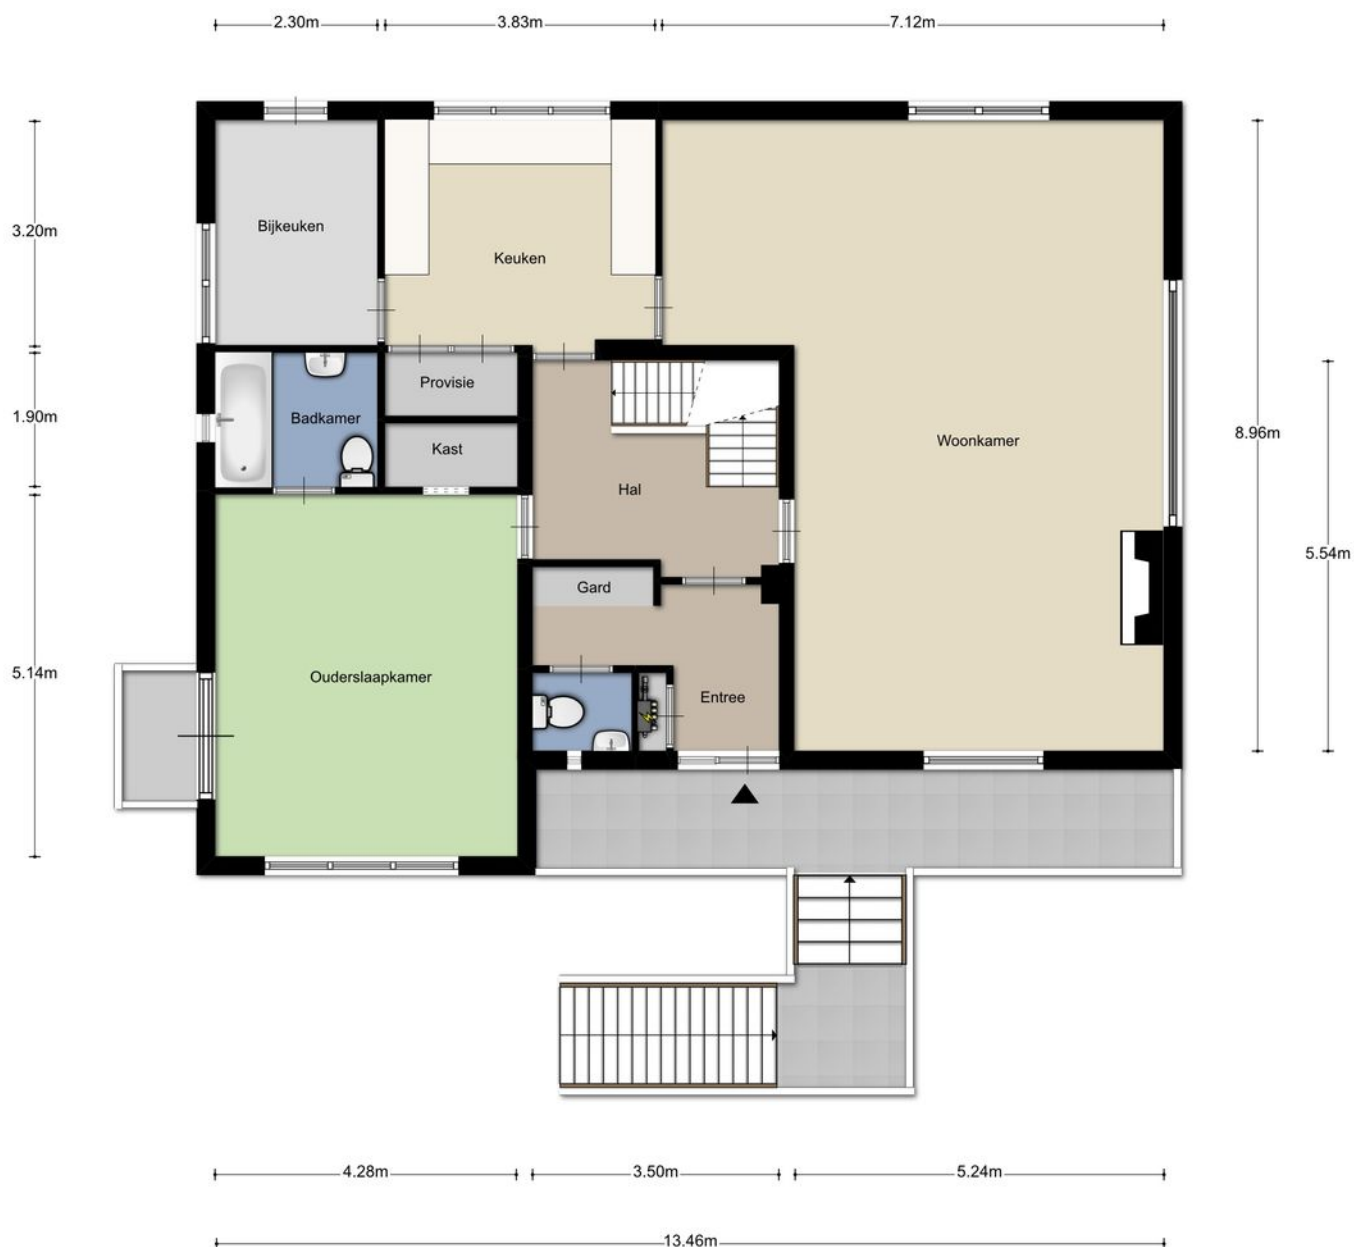 2.30m
3.83m
7.12m
Bijkeuken
3.20m
Keuken
Provisie
Badkamer
1.90m
Kast
Woonkamer
8.96m
Hal
5.54m
Gard
Ouderslaapkamer
5.14m
Entree
4.28m
3.50m
5.24m
13.46m